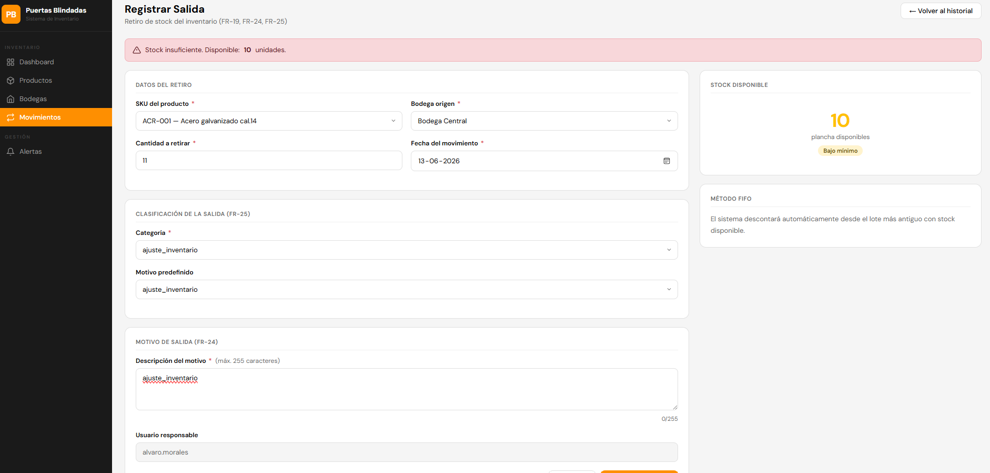 PB
Puertas Blindadas
Sistema de Inventario
INVENTARIO
Dashboard
Productos
Bodegas
Movimientos
GESTIÓN
Alertas
Registrar Salida
Retiro de stock del inventario (FR-19, FR-24, FR-25)
← Volver al historial
Stock insuficiente. Disponible: 10 unidades.
DATOS DEL RETIRO
SKU del producto *
ACR-001 — Acero galvanizado cal.14
Bodega origen *
Bodega Central
Cantidad a retirar *
11
Fecha del movimiento *
13-06-2026
CLASIFICACIÓN DE LA SALIDA (FR-25)
Categoría *
ajuste_inventario
Motivo predefinido
ajuste_inventario
MOTIVO DE SALIDA (FR-24)
Descripción del motivo * (máx. 255 caracteres)
ajuste_inventario
0/255
Usuario responsable
alvaro.morales
STOCK DISPONIBLE
10
plancha disponibles
Bajo mínimo
MÉTODO FIFO
El sistema descontará automáticamente desde el lote más antiguo con stock
disponible.